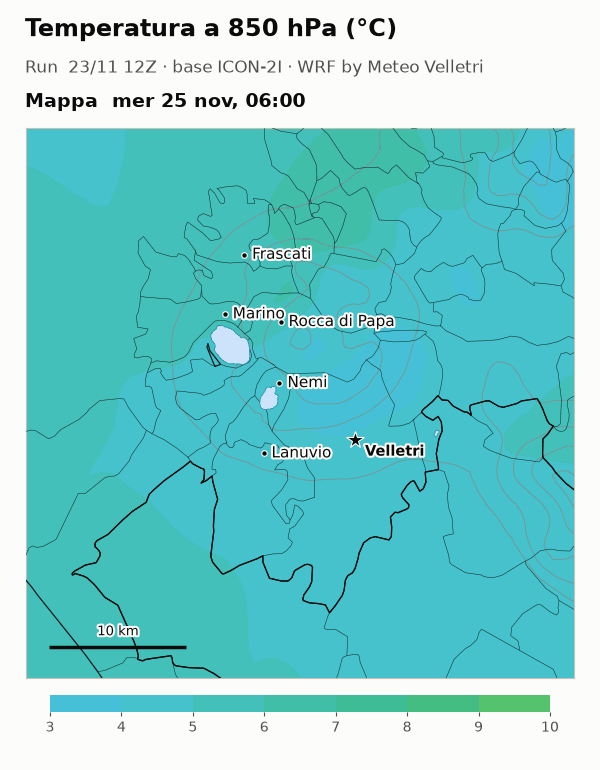 Temperatura a 850 hPa (°C)
Run  23/11 12Z · base ICON-2I · WRF by Meteo Velletri
Mappa  mer 25 nov, 06:00
Frascati
Marino
Rocca di Papa
Nemi
Velletri
Lanuvio
10 km
3 4 5 6 7 8 9 10